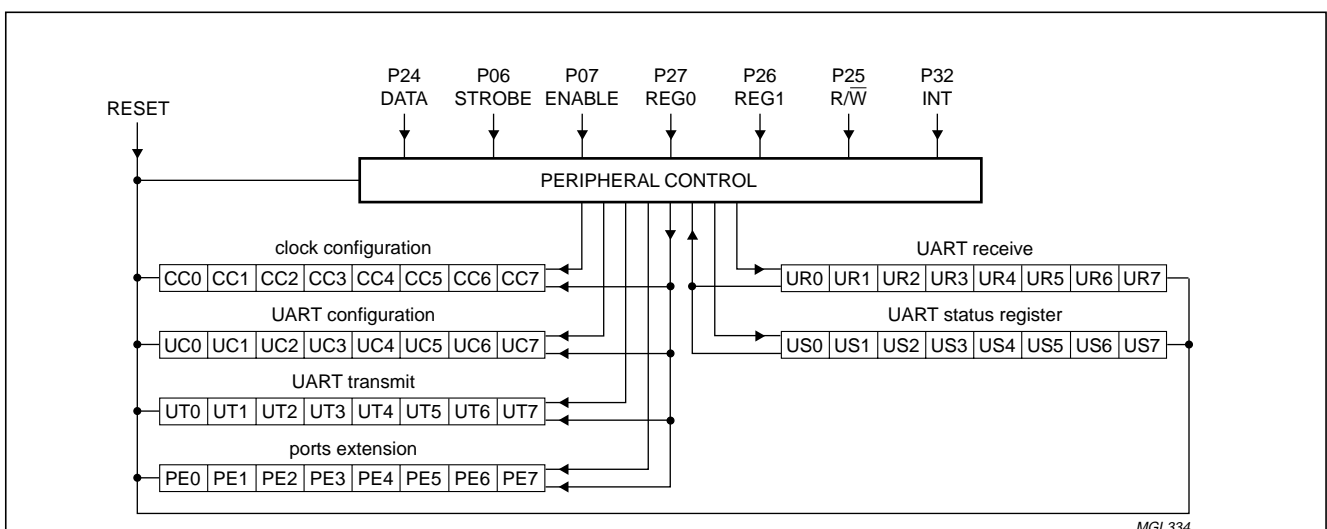 P24 P06 P07 P27 P26 P25 P32
DATA STROBE ENABLE REG0 REG1 R/W̅ INT
RESET
PERIPHERAL CONTROL
clock configuration
CC0 CC1 CC2 CC3 CC4 CC5 CC6 CC7
UART receive
UR0 UR1 UR2 UR3 UR4 UR5 UR6 UR7
UART configuration
UC0 UC1 UC2 UC3 UC4 UC5 UC6 UC7
UART status register
US0 US1 US2 US3 US4 US5 US6 US7
UART transmit
UT0 UT1 UT2 UT3 UT4 UT5 UT6 UT7
ports extension
PE0 PE1 PE2 PE3 PE4 PE5 PE6 PE7
MGL334